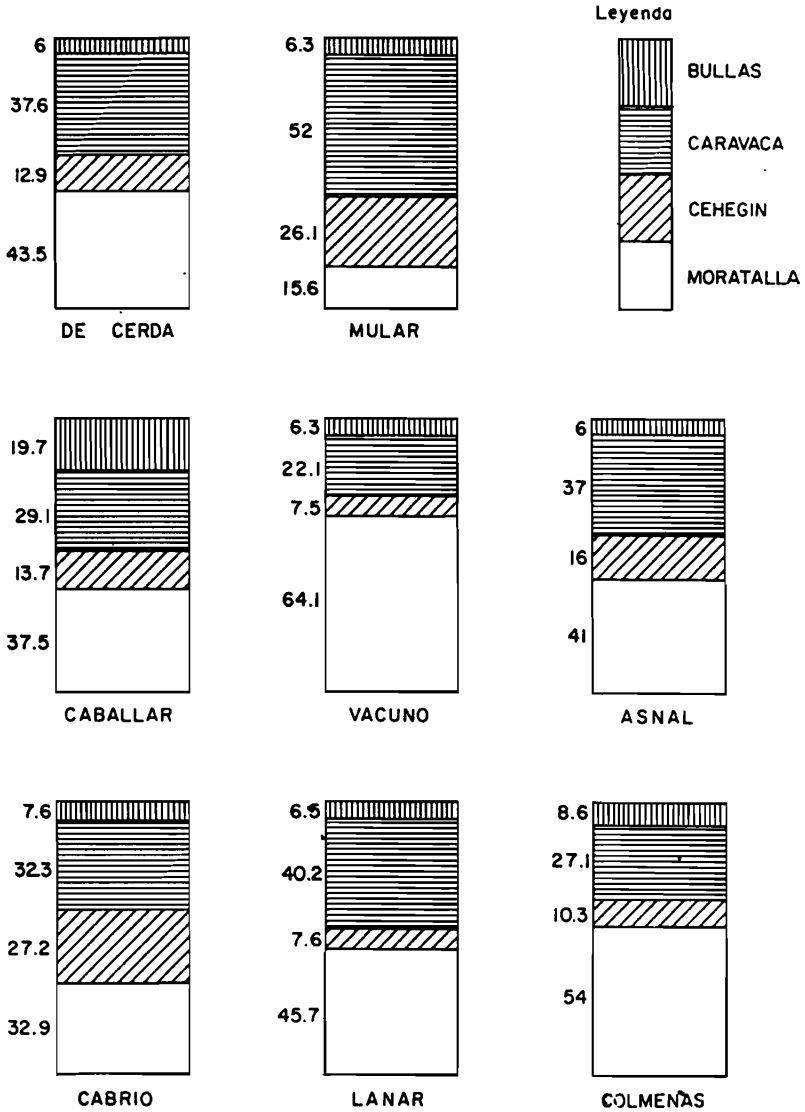 Leyenda
BULLAS
CARAVACA
CEHEGIN
MORATALLA
6
37.6
12.9
43.5
DE CERDA
6.3
52
26.1
15.6
MULAR
19.7
29.1
13.7
37.5
CABALLAR
6.3
22.1
7.5
64.1
VACUNO
6
37
16
41
ASNAL
7.6
32.3
27.2
32.9
CABRIO
6.5
40.2
7.6
45.7
LANAR
8.6
27.1
10.3
54
COLMENAS